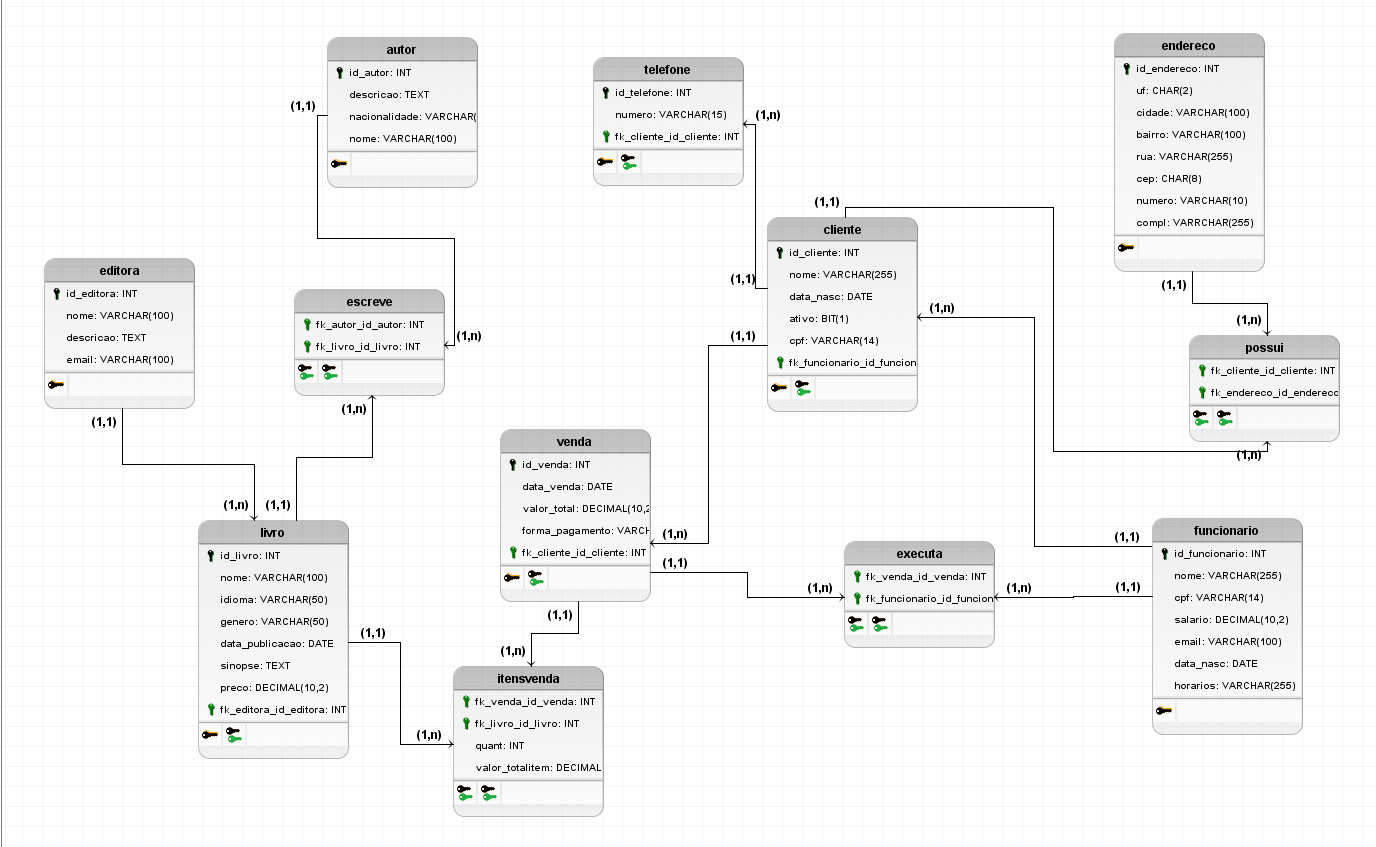 autor
id_autor: INT
descricao: TEXT
nacionalidade: VARCHAR(
nome: VARCHAR(100)
(1,1)
(1,n)
telefone
id_telefone: INT
numero: VARCHAR(15)
fk_cliente_id_cliente: INT
(1,n)
endereco
id_endereco: INT
uf: CHAR(2)
cidade: VARCHAR(100)
bairro: VARCHAR(100)
rua: VARCHAR(255)
cep: CHAR(8)
numero: VARCHAR(10)
compl: VARRCHAR(255)
(1,1)
(1,n)
cliente
id_cliente: INT
nome: VARCHAR(255)
data_nasc: DATE
ativo: BIT(1)
cpf: VARCHAR(14)
fk_funcionario_id_funcion
(1,1)
(1,1)
(1,1)
(1,n)
editora
id_editora: INT
nome: VARCHAR(100)
descricao: TEXT
email: VARCHAR(100)
(1,1)
(1,n)
escreve
fk_autor_id_autor: INT
fk_livro_id_livro: INT
(1,n)
(1,1)
possui
fk_cliente_id_cliente: INT
fk_endereco_id_endereco
(1,n)
venda
id_venda: INT
data_venda: DATE
valor_total: DECIMAL(10,2
forma_pagamento: VARCH
fk_cliente_id_cliente: INT
(1,n)
(1,1)
(1,1)
(1,n)
livro
id_livro: INT
nome: VARCHAR(100)
idioma: VARCHAR(50)
genero: VARCHAR(50)
data_publicacao: DATE
sinopse: TEXT
preco: DECIMAL(10,2)
fk_editora_id_editora: INT
(1,1)
(1,n)
executa
fk_venda_id_venda: INT
fk_funcionario_id_funcion
(1,n)
(1,n)
funcionario
id_funcionario: INT
nome: VARCHAR(255)
cpf: VARCHAR(14)
salario: DECIMAL(10,2)
email: VARCHAR(100)
data_nasc: DATE
horarios: VARCHAR(255)
(1,1)
(1,1)
itensvenda
fk_venda_id_venda: INT
fk_livro_id_livro: INT
quant: INT
valor_totalitem: DECIMAL